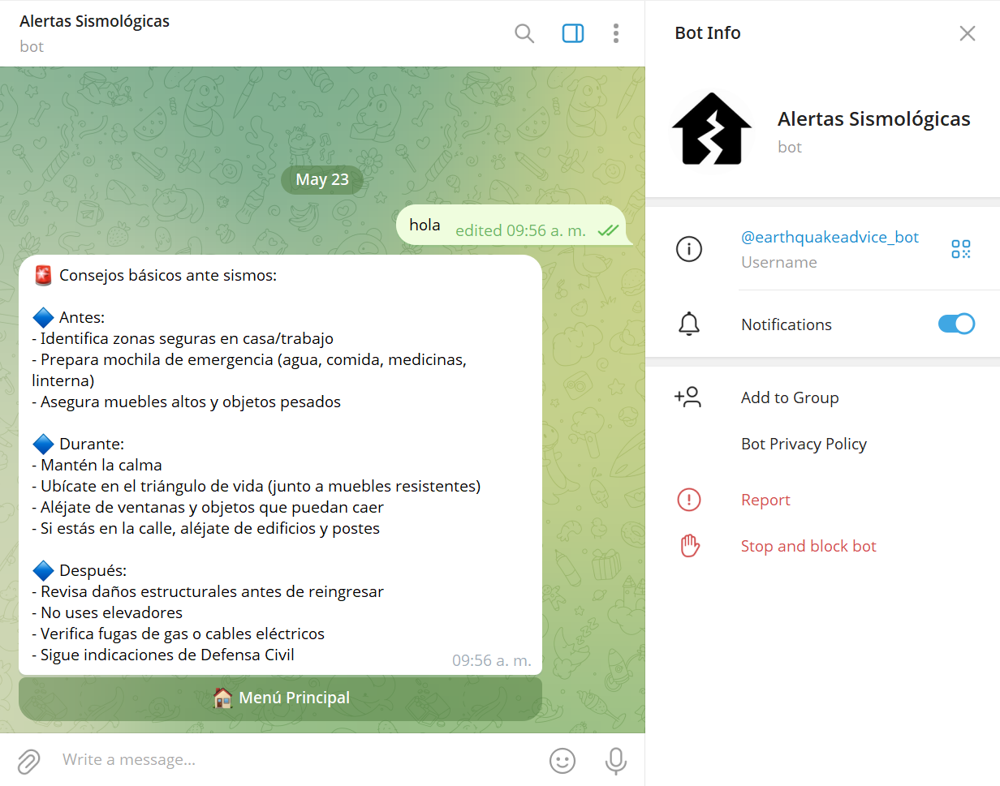 Alertas Sismológicas
bot
May 23
hola edited 09:56 a. m.
🚨 Consejos básicos ante sismos:
🔷 Antes:
- Identifica zonas seguras en casa/trabajo
- Prepara mochila de emergencia (agua, comida, medicinas,
linterna)
- Asegura muebles altos y objetos pesados
🔷 Durante:
- Mantén la calma
- Ubícate en el triángulo de vida (junto a muebles resistentes)
- Aléjate de ventanas y objetos que puedan caer
- Si estás en la calle, aléjate de edificios y postes
🔷 Después:
- Revisa daños estructurales antes de reingresar
- No uses elevadores
- Verifica fugas de gas o cables eléctricos
- Sigue indicaciones de Defensa Civil
09:56 a. m.
🏠 Menú Principal
Write a message...
Bot Info
Alertas Sismológicas
bot
@earthquakeadvice_bot
Username
Notifications
Add to Group
Bot Privacy Policy
Report
Stop and block bot